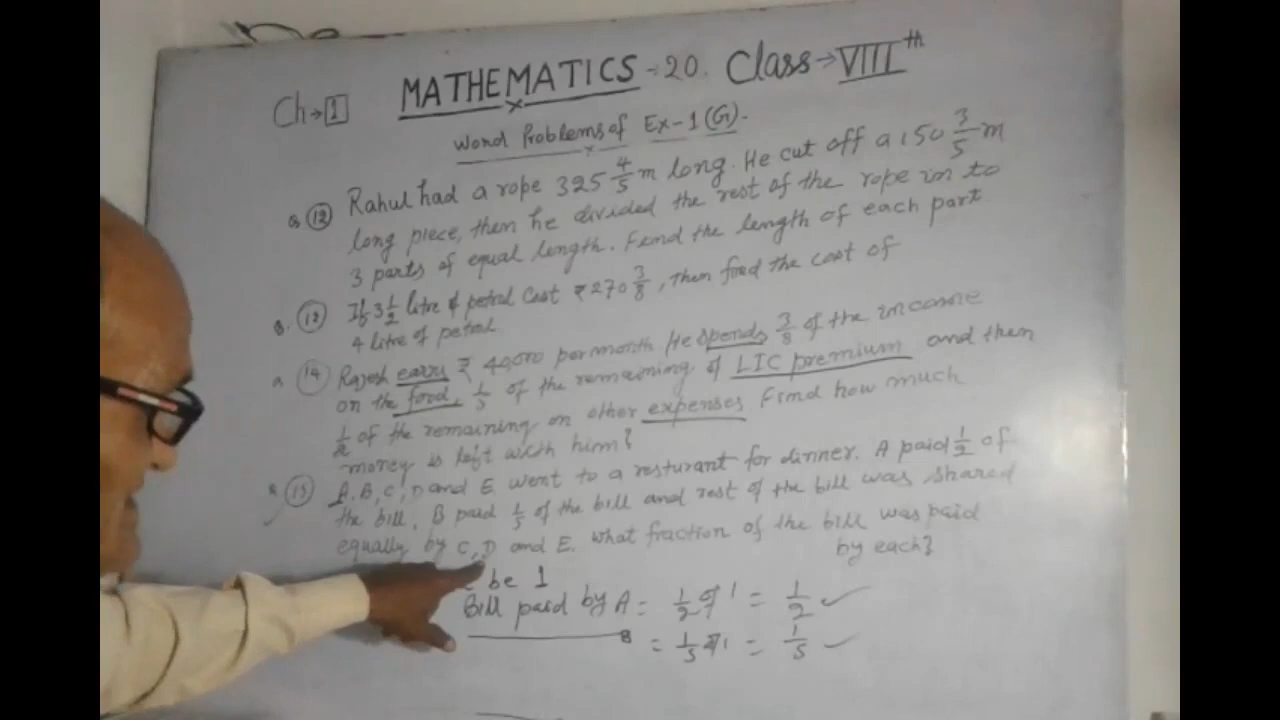 Ch→1 MATHEMATICS - 20. Class → VIIIth
Word Problems of Ex-1(G).
Q (12) Rahul had a rope 325 4/5 m long. He cut off a 150 3/5 m
long piece, then he divided the rest of the rope in to
3 parts of equal length. Find the length of each part
Q. (13) If 3 1/2 litre of petrol cost ₹270 3/8, then find the cost of
4 litre of petrol
Q (14) Rajesh earns ₹ per month He spends 3/8 of the income
on the food, 1/5 of the remaining of LIC premium and then
1/2 of the remaining on other expenses Find how much
money is left with him?
Q (15) A, B, C, D and E went to a resturant for dinner. A paid 1/2 of
the bill, B paid 1/5 of the bill and rest of the bill was shared
equally by C, D and E. what fraction of the bill was paid
by each?
be 1
Bill paid by A = 1/2 of 1 = 1/2 ✓
B = 1/5 of 1 = 1/5 ✓